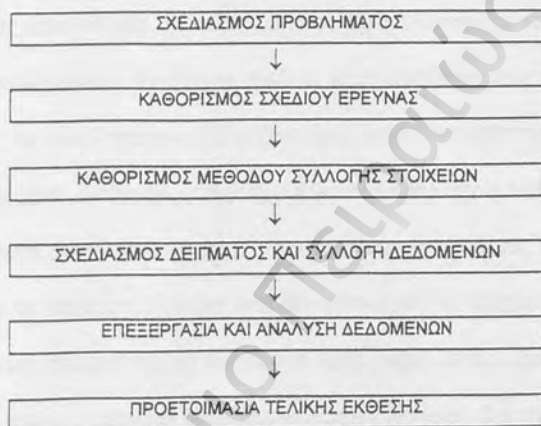 ΣΧΕΔΙΑΣΜΟΣ ΠΡΟΒΛΗΜΑΤΟΣ
↓
ΚΑΘΟΡΙΣΜΟΣ ΣΧΕΔΙΟΥ ΕΡΕΥΝΑΣ
↓
ΚΑΘΟΡΙΣΜΟΣ ΜΕΘΟΔΟΥ ΣΥΛΛΟΓΗΣ ΣΤΟΙΧΕΙΩΝ
↓
ΣΧΕΔΙΑΣΜΟΣ ΔΕΙΓΜΑΤΟΣ ΚΑΙ ΣΥΛΛΟΓΗ ΔΕΔΟΜΕΝΩΝ
↓
ΕΠΕΞΕΡΓΑΣΙΑ ΚΑΙ ΑΝΑΛΥΣΗ ΔΕΔΟΜΕΝΩΝ
↓
ΠΡΟΕΤΟΙΜΑΣΙΑ ΤΕΛΙΚΗΣ ΕΚΘΕΣΗΣ
Πειραιώς